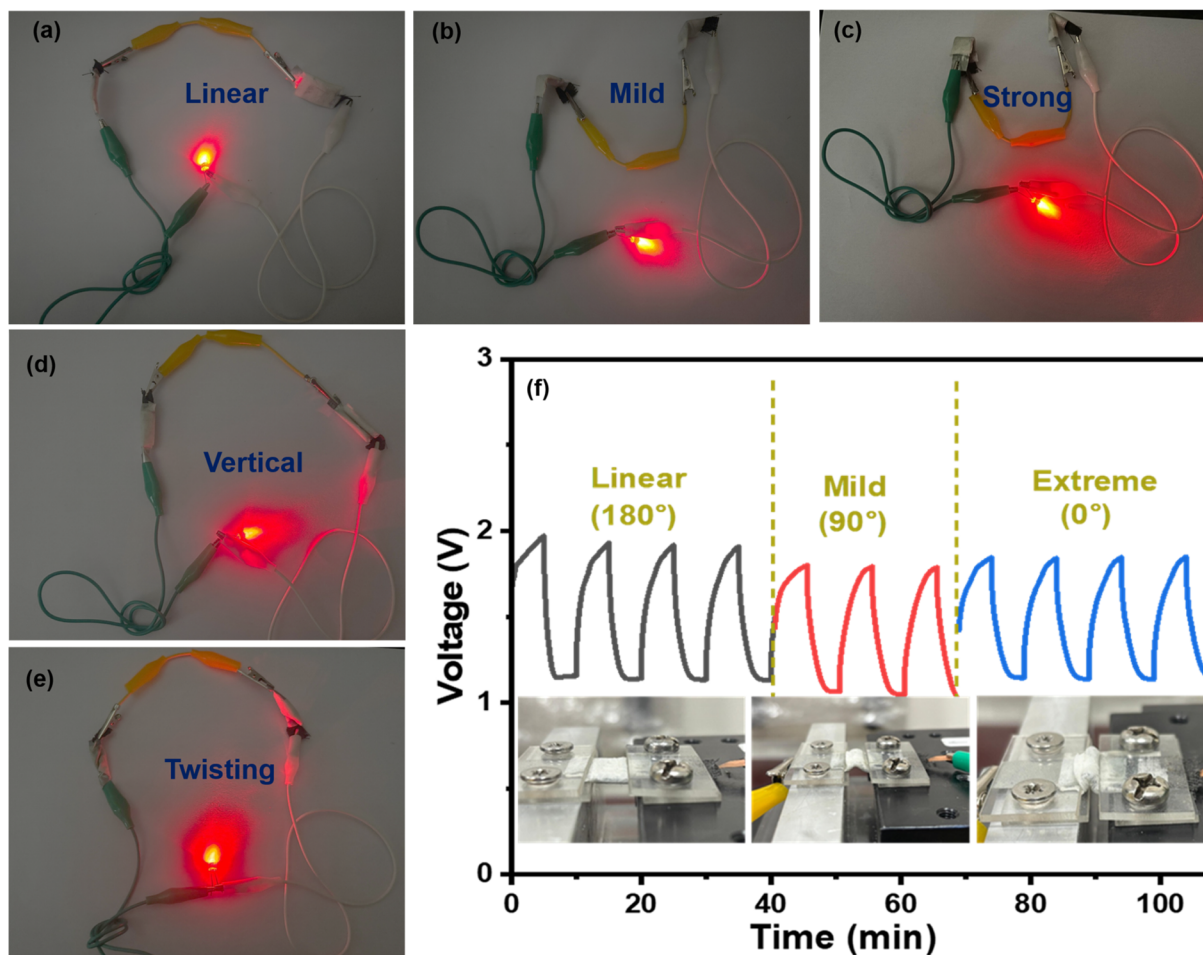 (a)
Linear
(b)
Mild
(c)
Strong
(d)
Vertical
(e)
Twisting
(f)
Voltage (V)
3
2
1
0
Linear
(180°)
Mild
(90°)
Extreme
(0°)
0
20
40
60
80
100
Time (min)